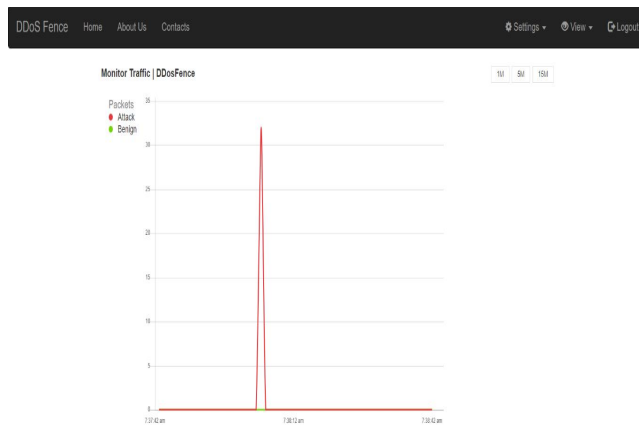 DDoS Fence Home About Us Contacts Settings View Logout
Monitor Traffic | DDosFence 1M 5M 15M
Packets
Attack
Benign
35
30
25
20
15
10
5
0
7:37:42 am 7:38:12 am 7:38:42 am